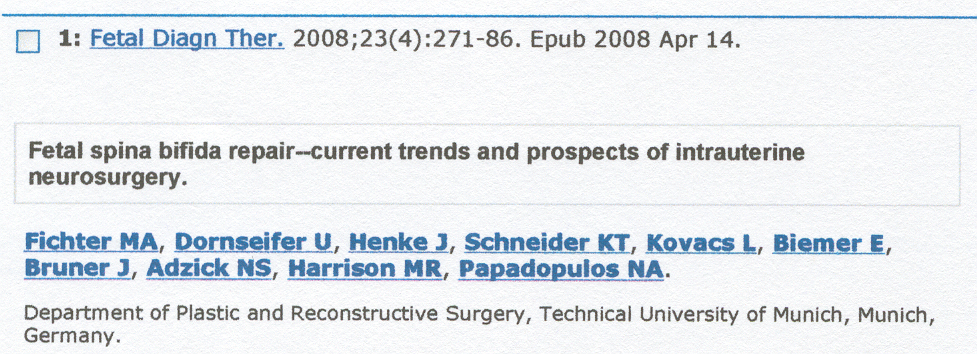 1: Fetal Diagn Ther. 2008;23(4):271-86. Epub 2008 Apr 14.
Fetal spina bifida repair--current trends and prospects of intrauterine
neurosurgery.
Fichter MA, Dornseifer U, Henke J, Schneider KT, Kovacs L, Biemer E,
Bruner J, Adzick NS, Harrison MR, Papadopulos NA.
Department of Plastic and Reconstructive Surgery, Technical University of Munich, Munich,
Germany.